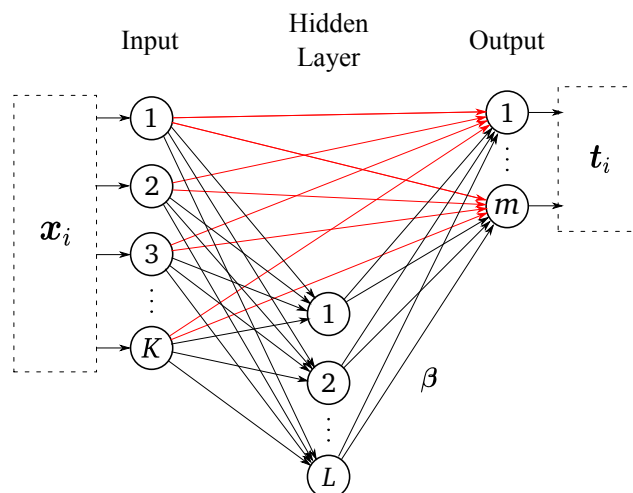 Input
Hidden
Layer
Output
1
2
3
K
x_i
1
2
L
β
1
m
t_i